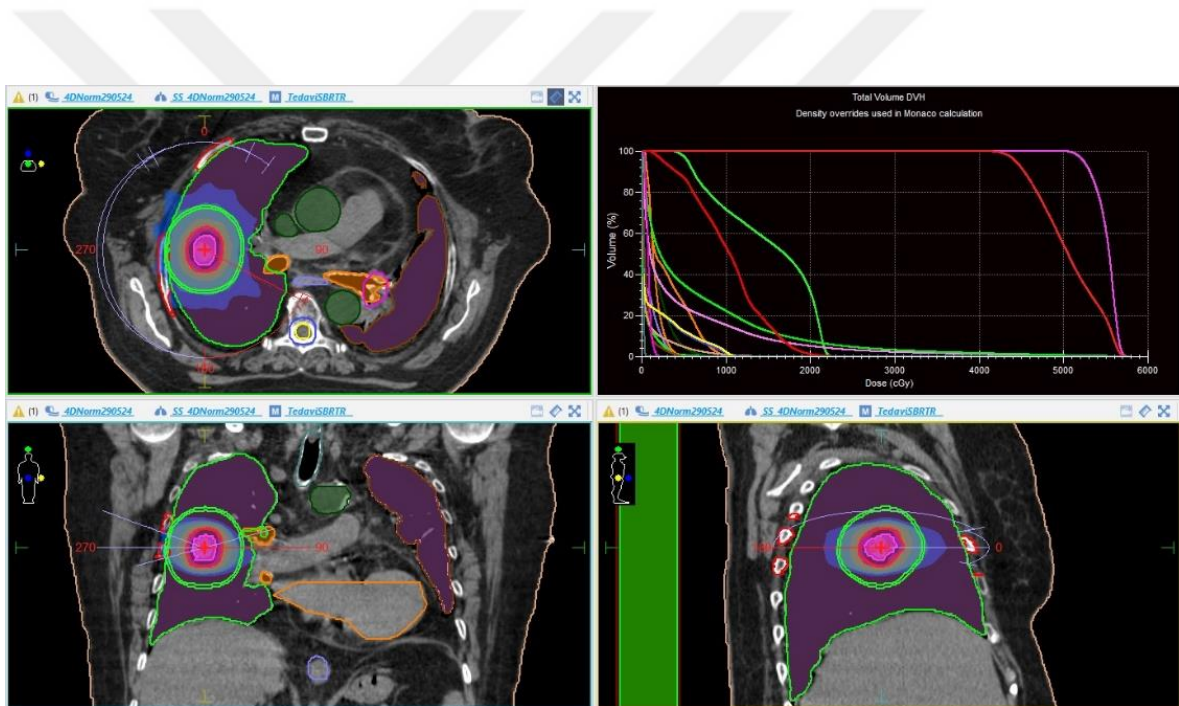 (1) 4DNorm290524 SS_4DNorm290524 M TedaviSBRTR
0
270
90
180
Total Volume DVH
Density overrides used in Monaco calculation
Volume (%)
100
80
60
40
20
0
0 1000 2000 3000 4000 5000 6000
Dose (cGy)
(1) 4DNorm290524 SS_4DNorm290524 M TedaviSBRTR
270
90
(1) 4DNorm290524 SS_4DNorm290524 M TedaviSBRTR
180
0